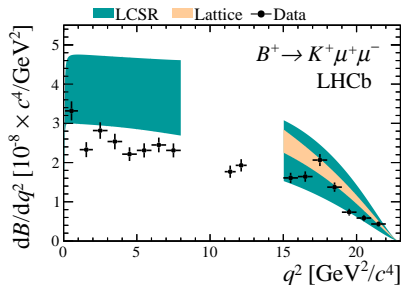 LCSR Lattice Data
B⁺ → K⁺μ⁺μ⁻
LHCb
dB/dq² [10⁻⁸ × c⁴/GeV²]
5
4
3
2
1
0
0 5 10 15 20
q² [GeV²/c⁴]